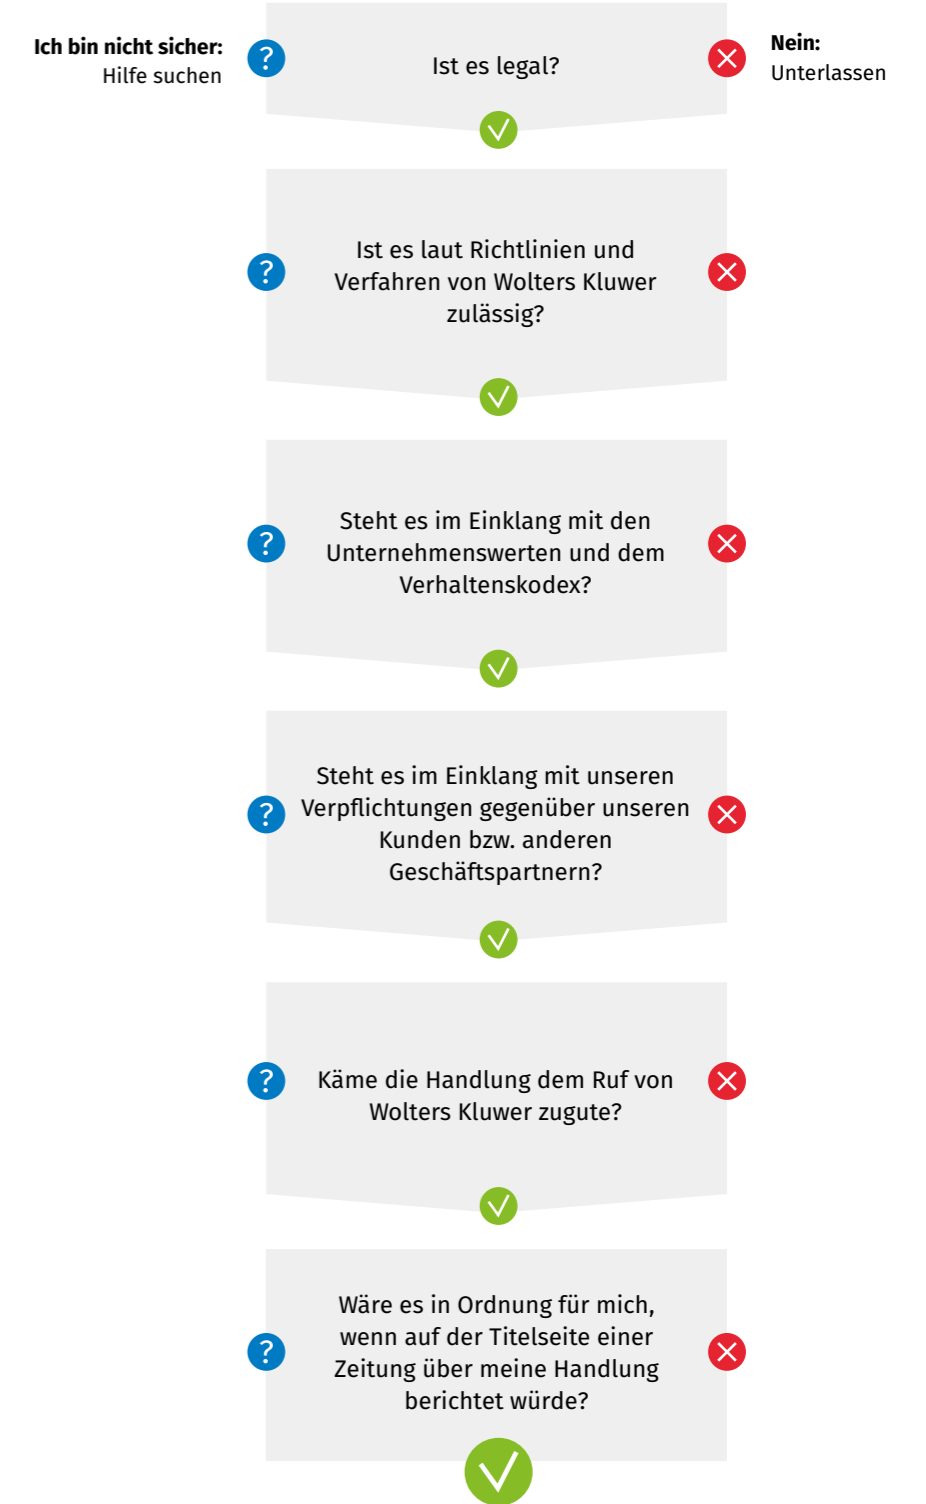 Ich bin nicht sicher:
Hilfe suchen
?
Ist es legal?
Nein:
Unterlassen
?
Ist es laut Richtlinien und
Verfahren von Wolters Kluwer
zulässig?
?
Steht es im Einklang mit den
Unternehmenswerten und dem
Verhaltenskodex?
?
Steht es im Einklang mit unseren
Verpflichtungen gegenüber unseren
Kunden bzw. anderen
Geschäftspartnern?
?
Käme die Handlung dem Ruf von
Wolters Kluwer zugute?
?
Wäre es in Ordnung für mich,
wenn auf der Titelseite einer
Zeitung über meine Handlung
berichtet würde?